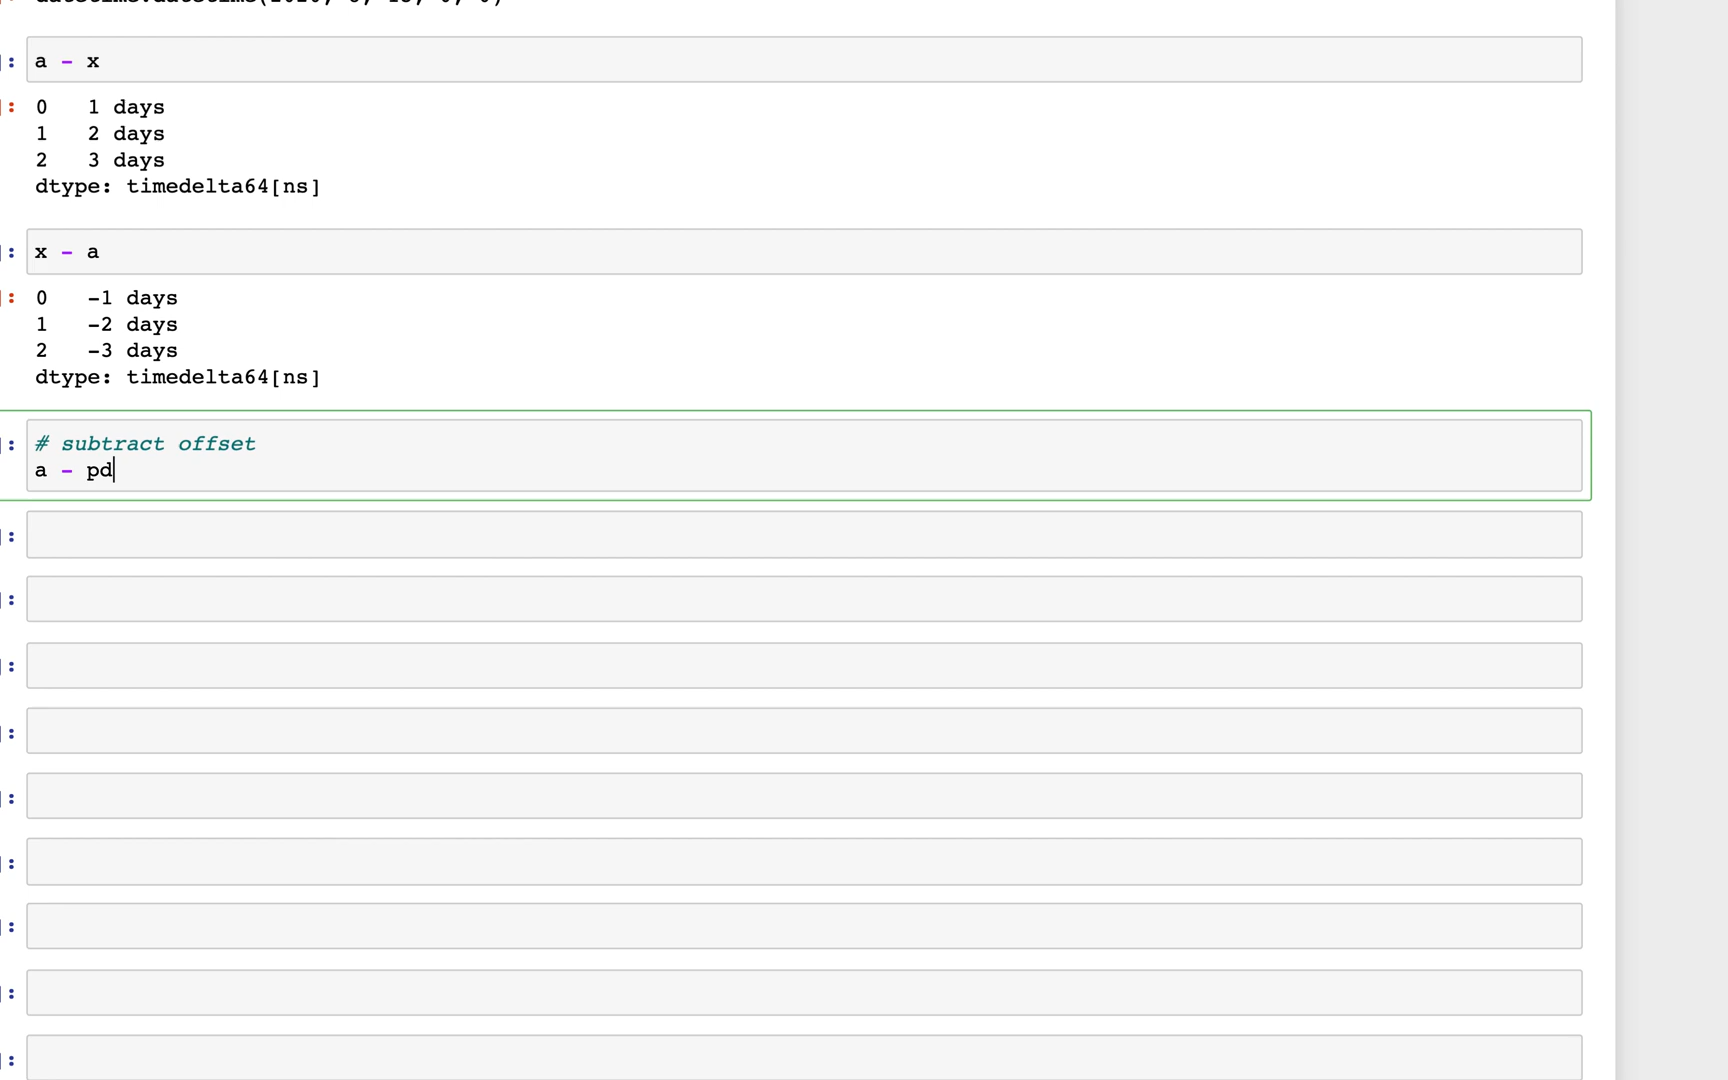 a - x
]: 0   1 days
1   2 days
2   3 days
dtype: timedelta64[ns]
x - a
]: 0   -1 days
1   -2 days
2   -3 days
dtype: timedelta64[ns]
# subtract offset
a - pd